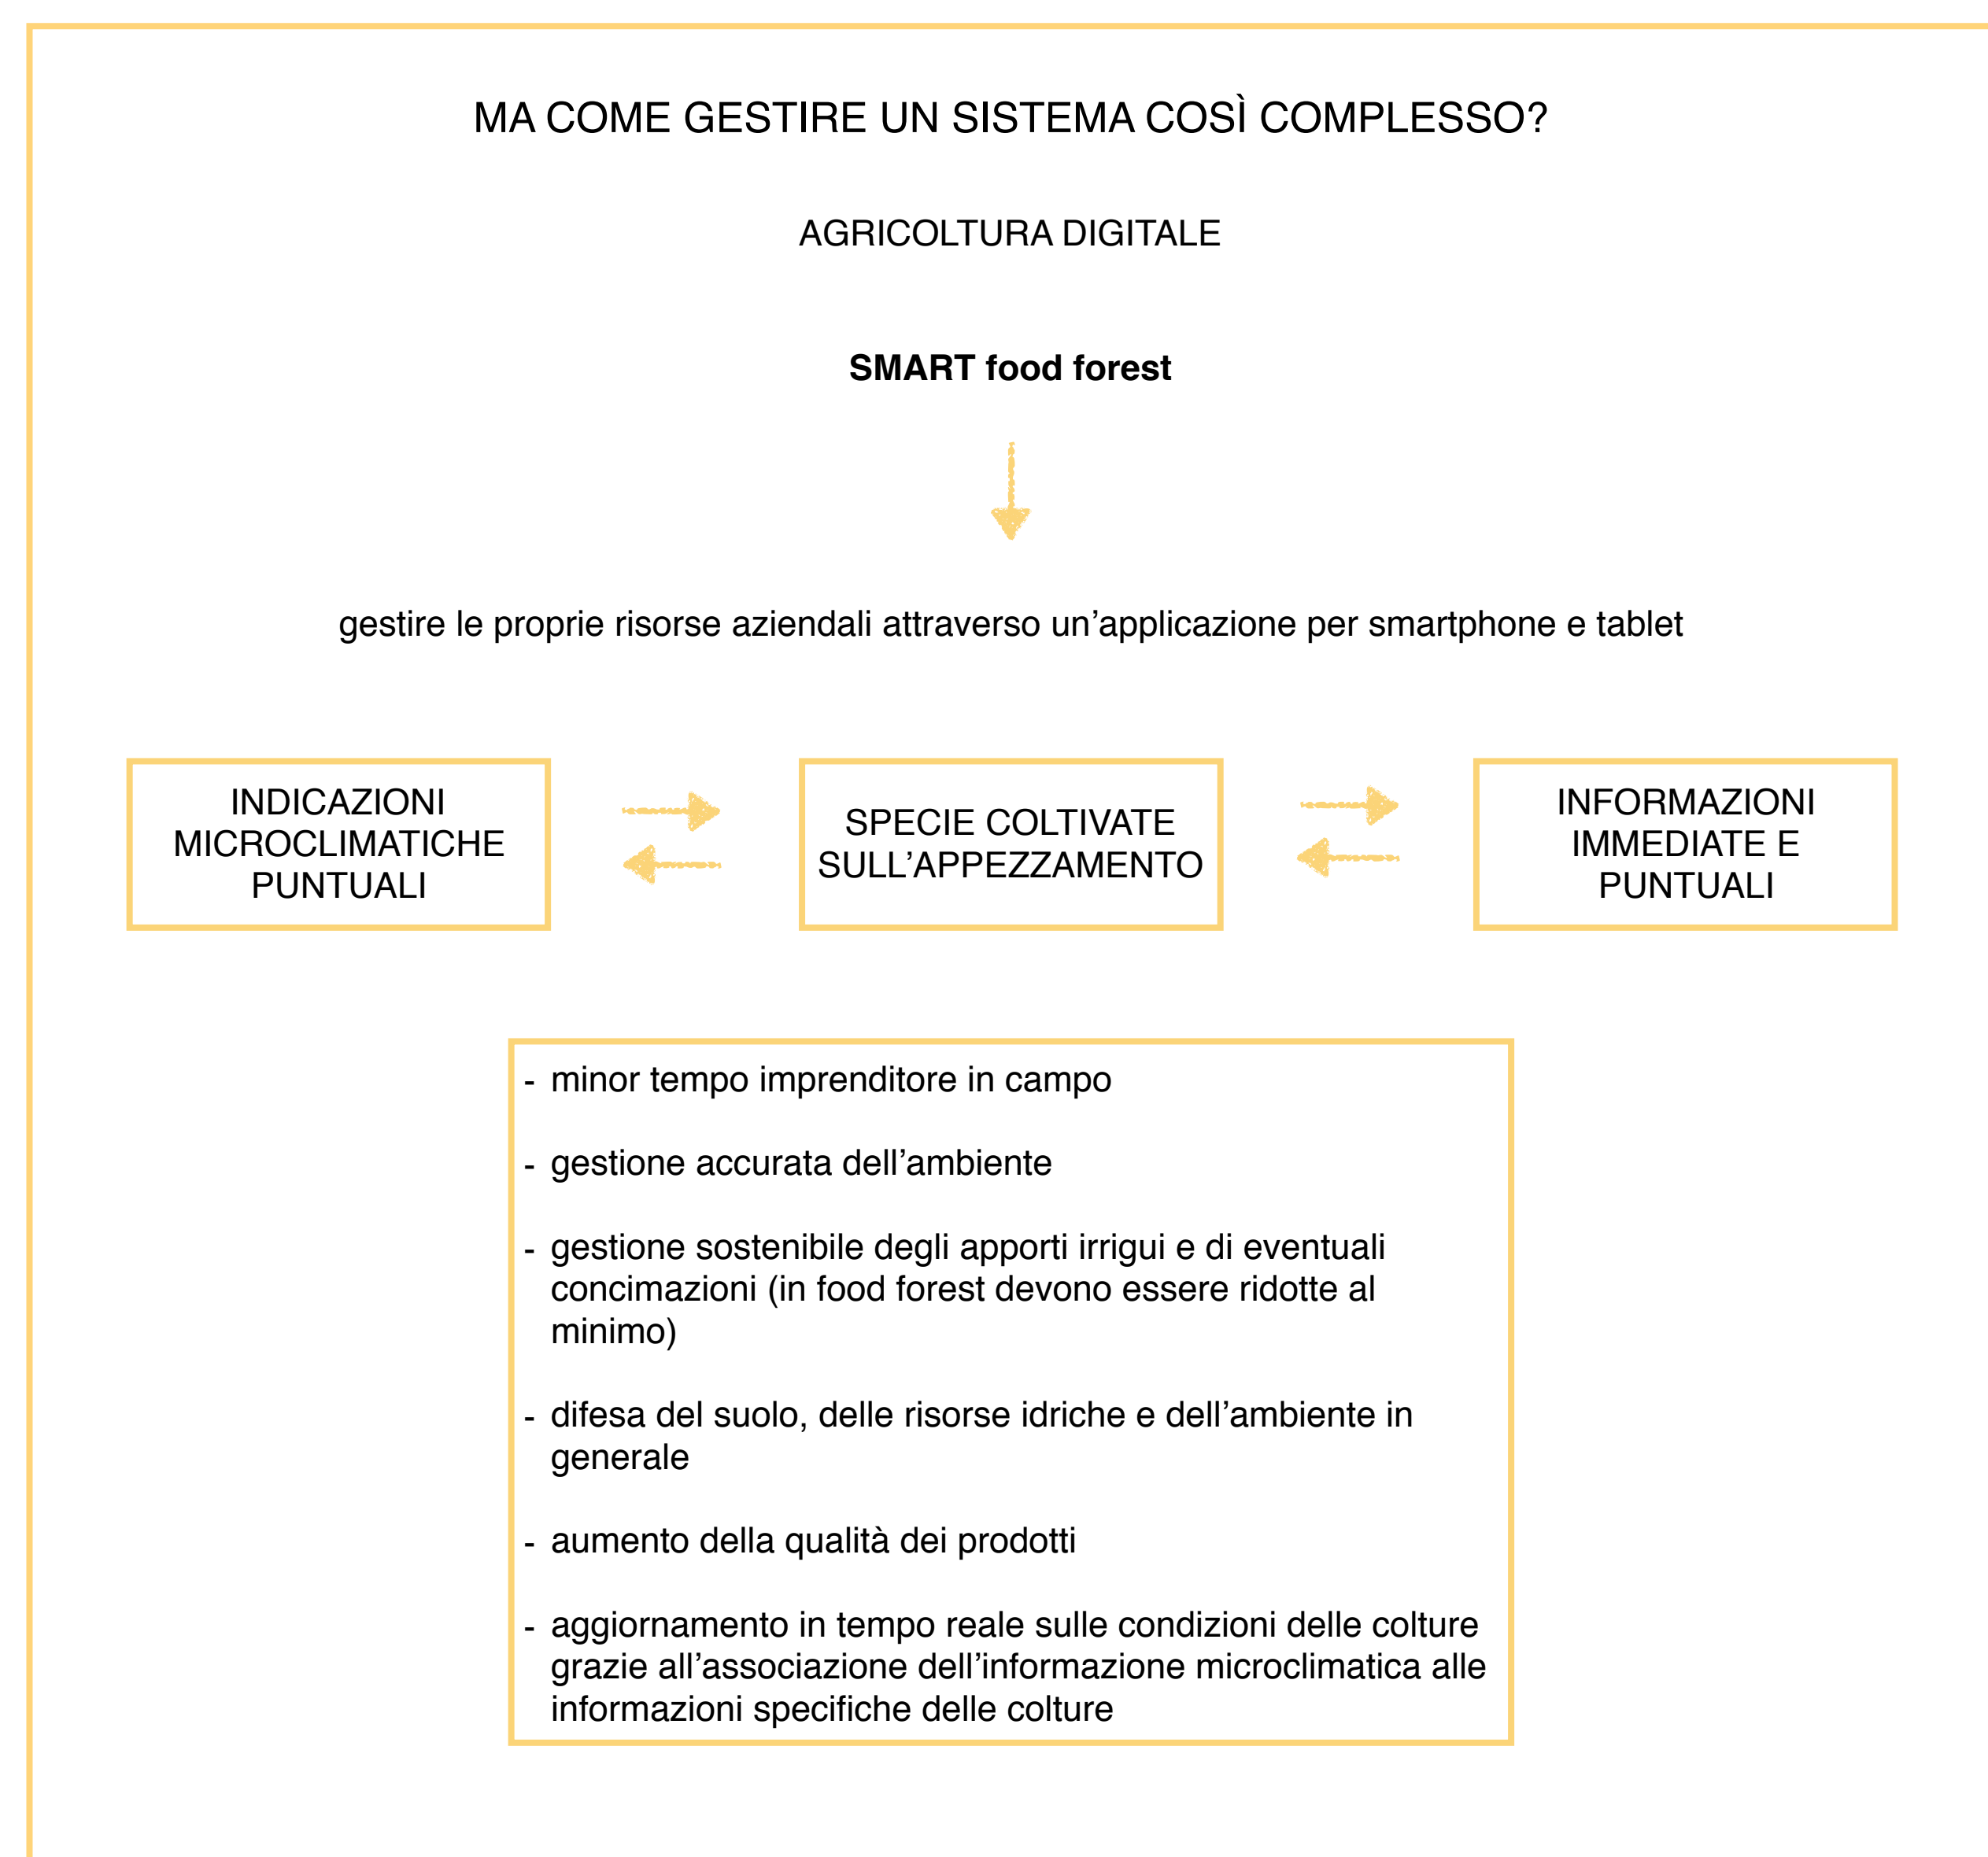 MA COME GESTIRE UN SISTEMA COSÌ COMPLESSO?
AGRICOLTURA DIGITALE
SMART food forest
gestire le proprie risorse aziendali attraverso un’applicazione per smartphone e tablet
INDICAZIONI
MICROCLIMATICHE
PUNTUALI
SPECIE COLTIVATE
SULL’APPEZZAMENTO
INFORMAZIONI
IMMEDIATE E
PUNTUALI
- minor tempo imprenditore in campo
- gestione accurata dell’ambiente
- gestione sostenibile degli apporti irrigui e di eventuali
concimazioni (in food forest devono essere ridotte al
minimo)
- difesa del suolo, delle risorse idriche e dell’ambiente in
generale
- aumento della qualità dei prodotti
- aggiornamento in tempo reale sulle condizioni delle colture
grazie all’associazione dell’informazione microclimatica alle
informazioni specifiche delle colture